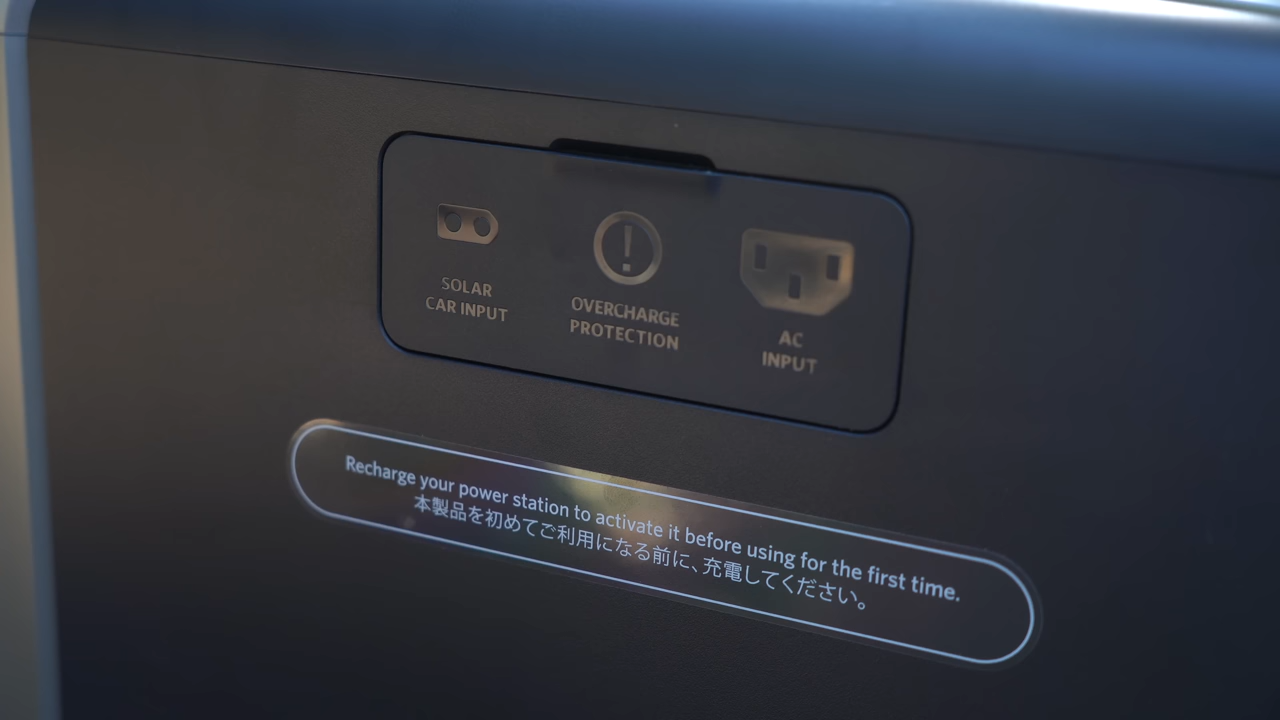 SOLAR
CAR INPUT
OVERCHARGE
PROTECTION
AC
INPUT
Recharge your power station to activate it before using for the first time.
本製品を初めてご利用になる前に、充電してください。